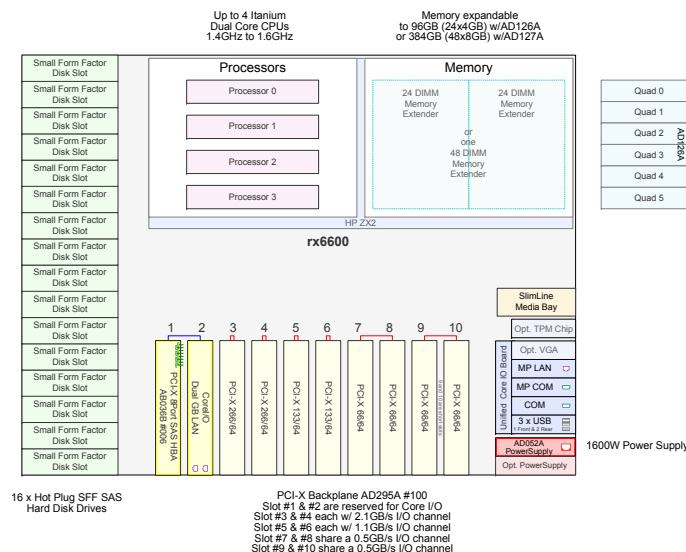 Up to 4 Itanium
Dual Core CPUs
1.4GHz to 1.6GHz
Memory expandable
to 96GB (24x4GB) w/AD126A
or 384GB (48x8GB) w/AD127A
Small Form Factor
Disk Slot
Small Form Factor
Disk Slot
Small Form Factor
Disk Slot
Small Form Factor
Disk Slot
Small Form Factor
Disk Slot
Small Form Factor
Disk Slot
Small Form Factor
Disk Slot
Small Form Factor
Disk Slot
Small Form Factor
Disk Slot
Small Form Factor
Disk Slot
Small Form Factor
Disk Slot
Small Form Factor
Disk Slot
Small Form Factor
Disk Slot
Small Form Factor
Disk Slot
Small Form Factor
Disk Slot
Small Form Factor
Disk Slot
Processors
Processor 0
Processor 1
Processor 2
Processor 3
Memory
24 DIMM
Memory
Extender
24 DIMM
Memory
Extender
or
one
48 DIMM
Memory
Extender
HP ZX2
rx6600
Quad 0
Quad 1
Quad 2
Quad 3
Quad 4
Quad 5
AD126A
SlimLine
Media Bay
Opt. TPM Chip
Unified Core IO Board
Opt. VGA
MP LAN
MP COM
COM
3 x USB
1 Front & 2 Rear
AD052A
PowerSupply
Opt. PowerSupply
1600W Power Supply
1
2
3
4
5
6
7
8
9
10
PCI-X 8Port SAS HBA
AB036B #006
CoreI/O
Dual GB LAN
PCI-X 266/64
PCI-X 266/64
PCI-X 133/64
PCI-X 133/64
PCI-X 66/64
PCI-X 66/64
PCI-X 66/64
PCI-X 66/64
16 x Hot Plug SFF SAS
Hard Disk Drives
PCI-X Backplane AD295A #100
Slot #1 & #2 are reserved for Core I/O
Slot #3 & #4 each w/ 2.1GB/s I/O channel
Slot #5 & #6 each w/ 1.1GB/s I/O channel
Slot #7 & #8 share a 0.5GB/s I/O channel
Slot #9 & #10 share a 0.5GB/s I/O channel